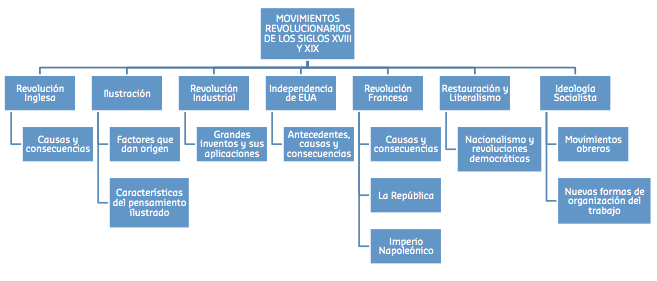 MOVIMIENTOS
REVOLUCIONARIOS
DE LOS SIGLOS XVIII
Y XIX
Revolución
Inglesa
Ilustración
Revolución
Industrial
Independencia
de EUA
Revolución
Francesa
Restauración y
Liberalismo
Ideología
Socialista
Causas y
consecuencias
Factores que
dan origen
Características
del pensamiento
ilustrado
Grandes
inventos y sus
aplicaciones
Antecedentes,
causas y
consecuencias
Causas y
consecuencias
La República
Imperio
Napoleónico
Nacionalismo y
revoluciones
democráticas
Movimientos
obreros
Nuevas formas de
organización del
trabajo